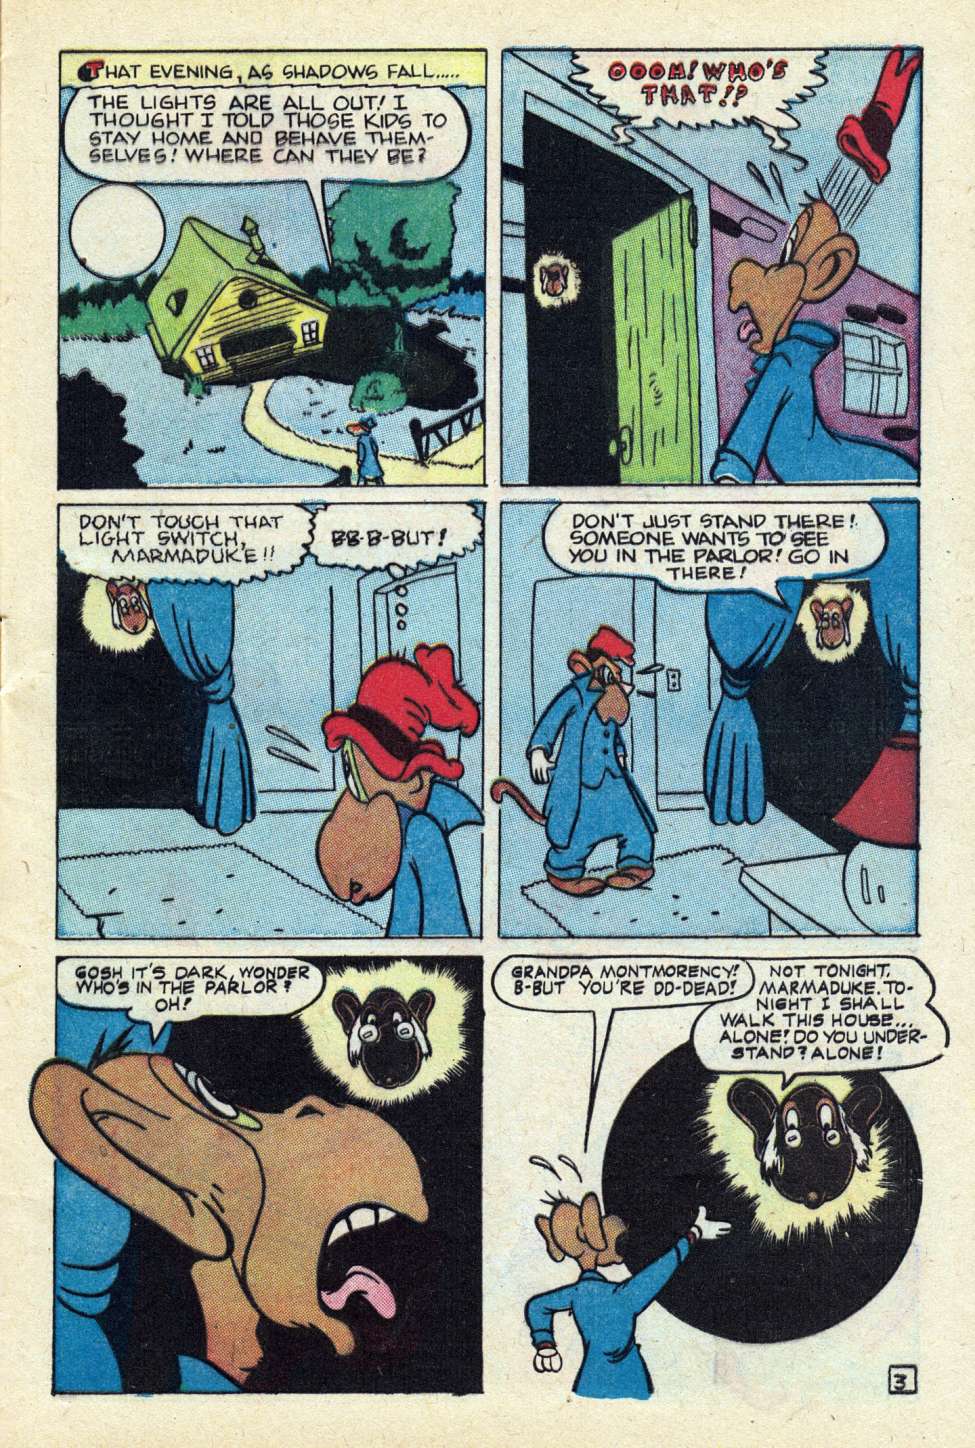 THAT EVENING, AS SHADOWS FALL.....
THE LIGHTS ARE ALL OUT! I
THOUGHT I TOLD THOSE KIDS TO
STAY HOME AND BEHAVE THEM-
SELVES! WHERE CAN THEY BE?
OOOH! WHO'S
THAT!?
DON'T TOUCH THAT
LIGHT SWITCH,
MARMADUKE!!
BB-B-BUT!
DON'T JUST STAND THERE!
SOMEONE WANTS TO SEE
YOU IN THE PARLOR! GO IN
THERE!
GOSH IT'S DARK, WONDER
WHO'S IN THE PARLOR?
OH!
GRANDPA MONTMORENCY!
B-BUT YOU'RE DD-DEAD!
NOT TONIGHT,
MARMADUKE. TO-
NIGHT I SHALL
WALK THIS HOUSE...
ALONE! DO YOU UNDER-
STAND? ALONE!
3